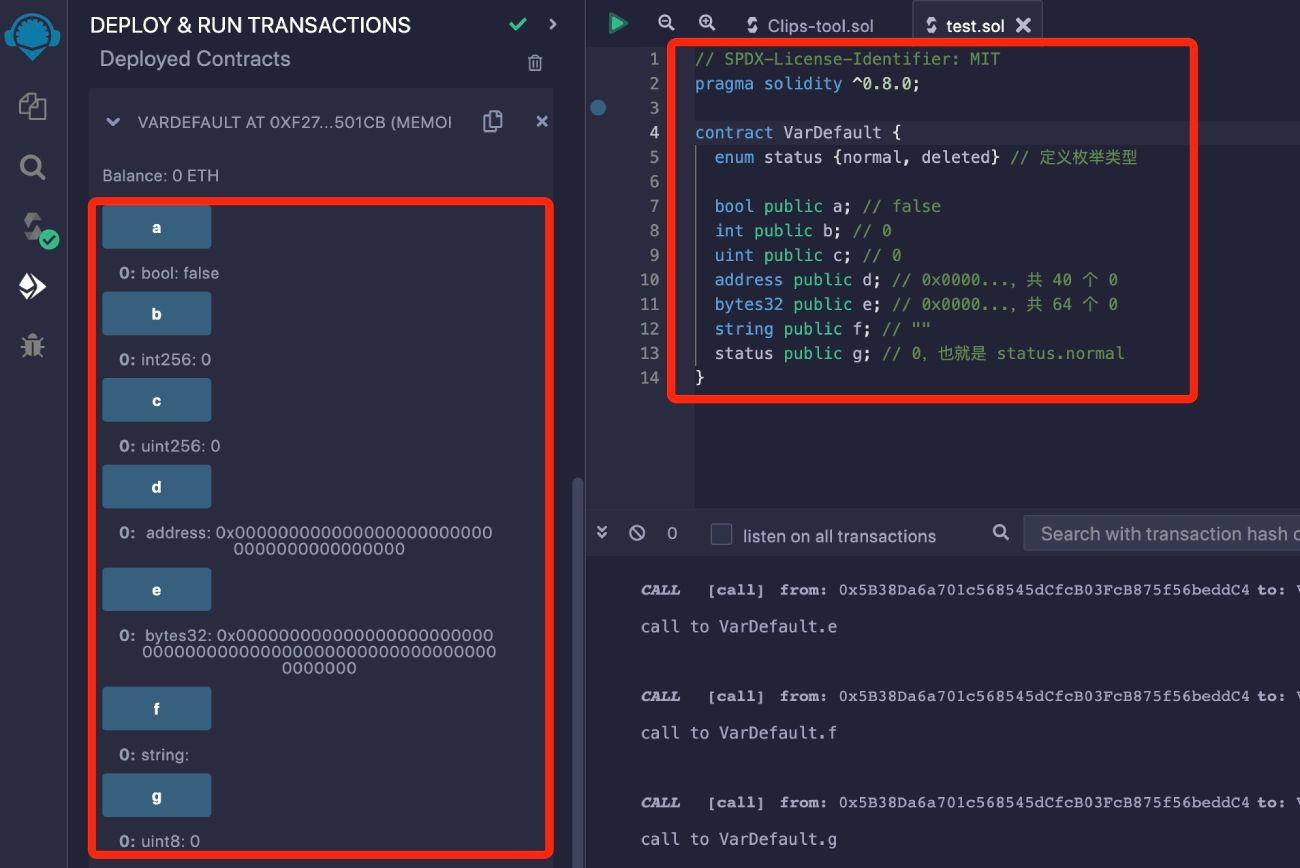 DEPLOY & RUN TRANSACTIONS
Deployed Contracts
VARDEFAULT AT 0XF27...501CB (MEMOI
Balance: 0 ETH
a
0: bool: false
b
0: int256: 0
c
0: uint256: 0
d
0: address: 0x00000000000000000000000
00000000000000000
e
0: bytes32: 0x00000000000000000000000
0000000000000000000000000000000000
0000000
f
0: string:
g
0: uint8: 0
Clips-tool.sol
test.sol
1 // SPDX-License-Identifier: MIT
2 pragma solidity ^0.8.0;
3
4 contract VarDefault {
5 enum status {normal, deleted} // 定义枚举类型
6
7 bool public a; // false
8 int public b; // 0
9 uint public c; // 0
10 address public d; // 0x0000...，共 40 个 0
11 bytes32 public e; // 0x0000...，共 64 个 0
12 string public f; // ""
13 status public g; // 0，也就是 status.normal
14 }
0 listen on all transactions
Search with transaction hash o
CALL [call] from: 0x5B38Da6a701c568545dCfcB03FcB875f56beddC4 to: V
call to VarDefault.e
CALL [call] from: 0x5B38Da6a701c568545dCfcB03FcB875f56beddC4 to: V
call to VarDefault.f
CALL [call] from: 0x5B38Da6a701c568545dCfcB03FcB875f56beddC4 to: V
call to VarDefault.g